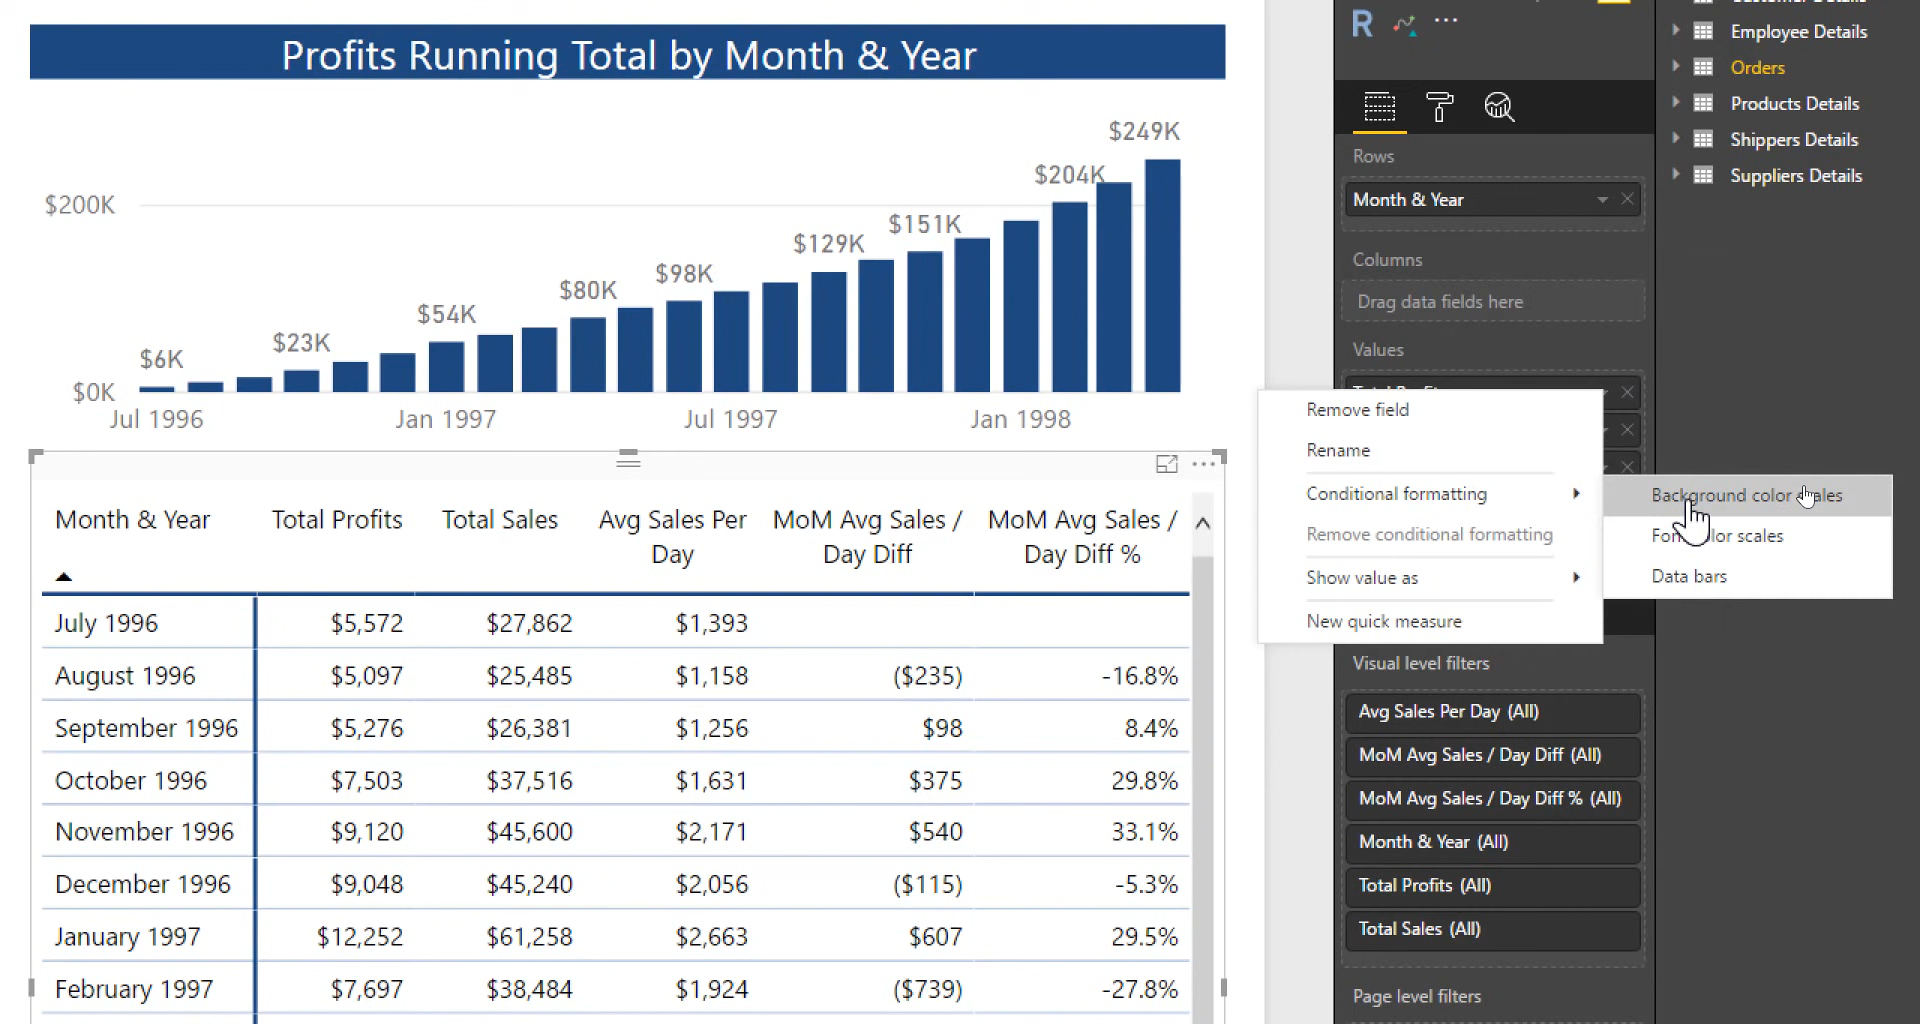 Profits Running Total by Month & Year
$249K
$204K
$200K
$151K
$129K
$98K
$80K
$54K
$23K
$6K
$0K
Jul 1996 Jan 1997 Jul 1997 Jan 1998
Month & Year Total Profits Total Sales Avg Sales Per Day MoM Avg Sales / Day Diff MoM Avg Sales / Day Diff %
July 1996 $5,572 $27,862 $1,393
August 1996 $5,097 $25,485 $1,158 ($235) -16.8%
September 1996 $5,276 $26,381 $1,256 $98 8.4%
October 1996 $7,503 $37,516 $1,631 $375 29.8%
November 1996 $9,120 $45,600 $2,171 $540 33.1%
December 1996 $9,048 $45,240 $2,056 ($115) -5.3%
January 1997 $12,252 $61,258 $2,663 $607 29.5%
February 1997 $7,697 $38,484 $1,924 ($739) -27.8%
Remove field
Rename
Conditional formatting
Remove conditional formatting
Show value as
New quick measure
Background color
Data bars
R
Rows
Month & Year
Columns
Drag data fields here
Values
Visual level filters
Avg Sales Per Day (All)
MoM Avg Sales / Day Diff (All)
MoM Avg Sales / Day Diff % (All)
Month & Year (All)
Total Profits (All)
Total Sales (All)
Page level filters
Employee Details
Orders
Products Details
Shippers Details
Suppliers Details